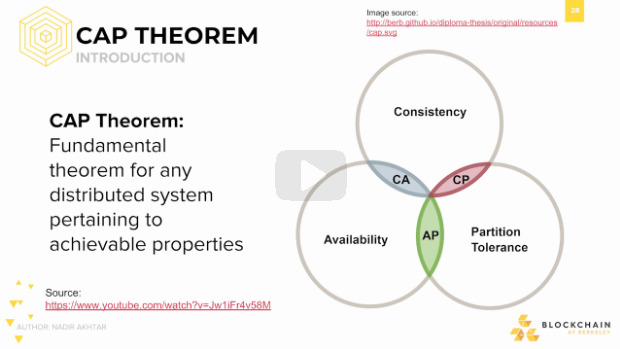 CAP THEOREM
INTRODUCTION
Image source:
http://berb.github.io/diploma-thesis/original/resources
/cap.svg
28
CAP Theorem:
Fundamental
theorem for any
distributed system
pertaining to
achievable properties
Consistency
CA
CP
Availability
AP
Partition
Tolerance
Source:
https://www.youtube.com/watch?v=Jw1iFr4v58M
AUTHOR: NADIR AKHTAR
BLOCKCHAIN
AT BERKELEY